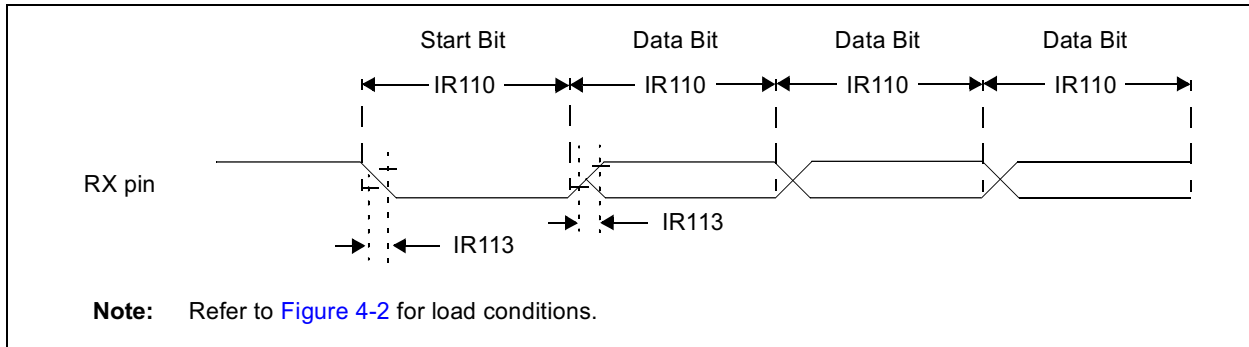 Start Bit Data Bit Data Bit Data Bit
IR110 IR110 IR110 IR110
RX pin
IR113 IR113
Note: Refer to Figure 4-2 for load conditions.